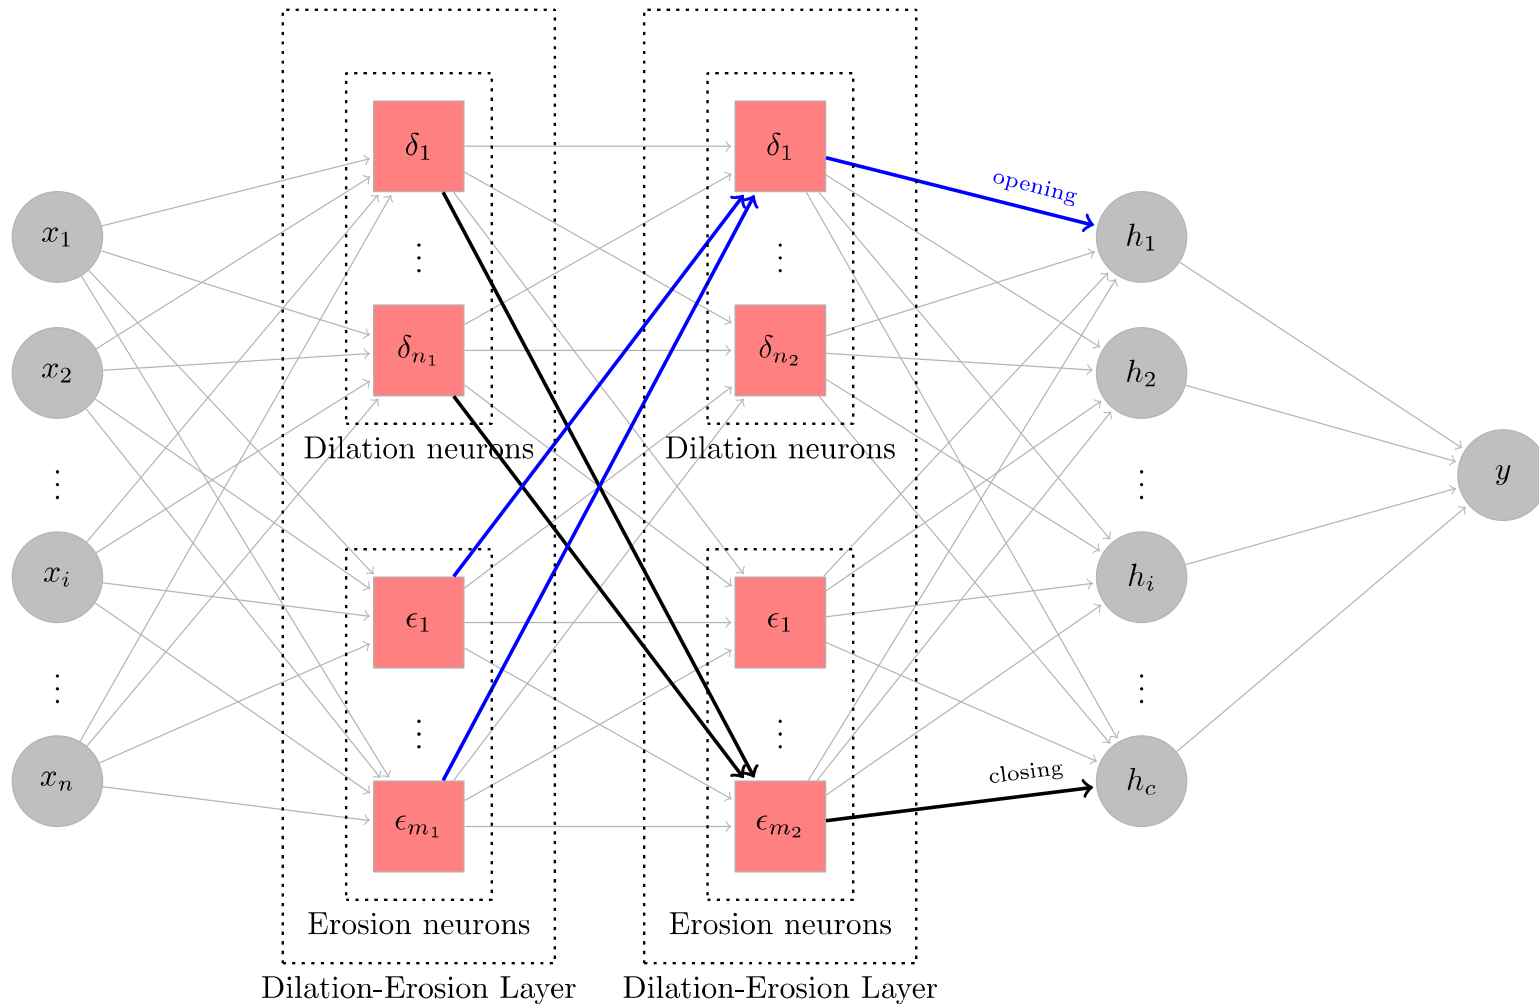 x₁
x₂
⋮
xᵢ
⋮
xₙ
δ₁
⋮
δₙ₁
Dilation neurons
ϵ₁
⋮
ϵₘ₁
Erosion neurons
Dilation-Erosion Layer
δ₁
⋮
δₙ₂
Dilation neurons
ϵ₁
⋮
ϵₘ₂
Erosion neurons
Dilation-Erosion Layer
opening
closing
h₁
h₂
⋮
hᵢ
⋮
h_c
y